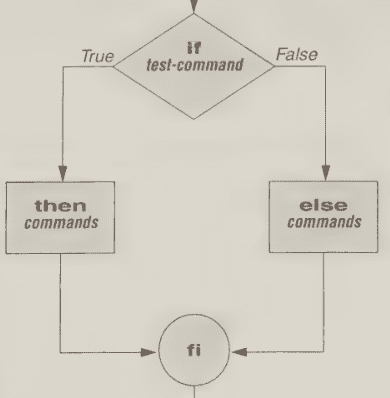 if
True test-command False
then
commands
else
commands
fi